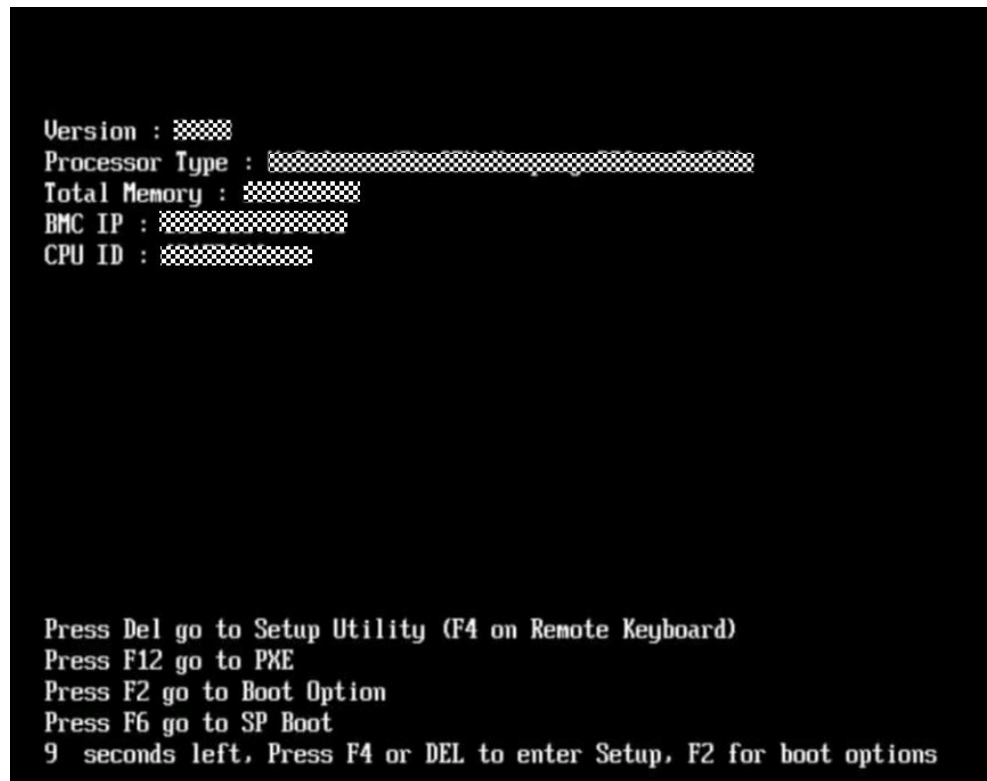 Version :
Processor Type :
Total Memory :
BMC IP :
CPU ID :
Press Del go to Setup Utility (F4 on Remote Keyboard)
Press F12 go to PXE
Press F2 go to Boot Option
Press F6 go to SP Boot
9 seconds left, Press F4 or DEL to enter Setup, F2 for boot options